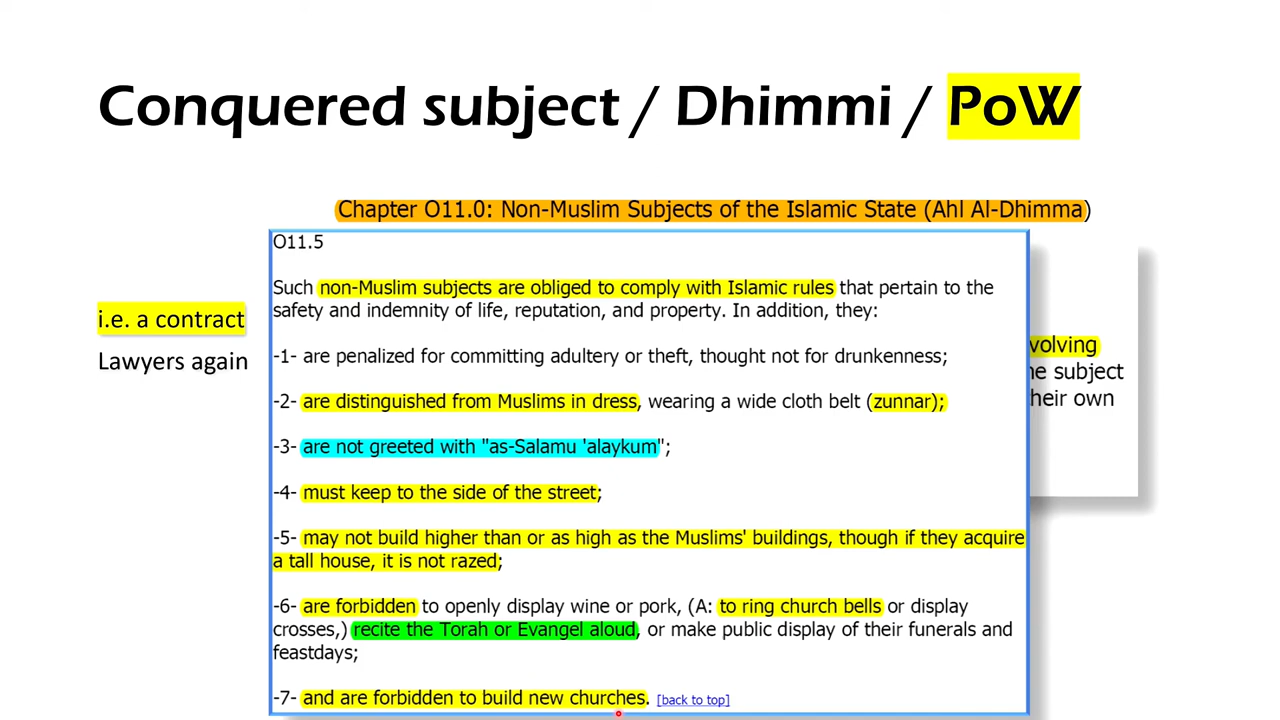 Conquered subject / Dhimmi / PoW
Chapter O11.0: Non-Muslim Subjects of the Islamic State (Ahl Al-Dhimma)
i.e. a contract
Lawyers again
O11.5
Such non-Muslim subjects are obliged to comply with Islamic rules that pertain to the
safety and indemnity of life, reputation, and property. In addition, they:
-1- are penalized for committing adultery or theft, thought not for drunkenness;
-2- are distinguished from Muslims in dress, wearing a wide cloth belt (zunnar);
-3- are not greeted with "as-Salamu 'alaykum";
-4- must keep to the side of the street;
-5- may not build higher than or as high as the Muslims' buildings, though if they acquire
a tall house, it is not razed;
-6- are forbidden to openly display wine or pork, (A: to ring church bells or display
crosses,) recite the Torah or Evangel aloud, or make public display of their funerals and
feastdays;
-7- and are forbidden to build new churches. [back to top]
volving
subject
their own